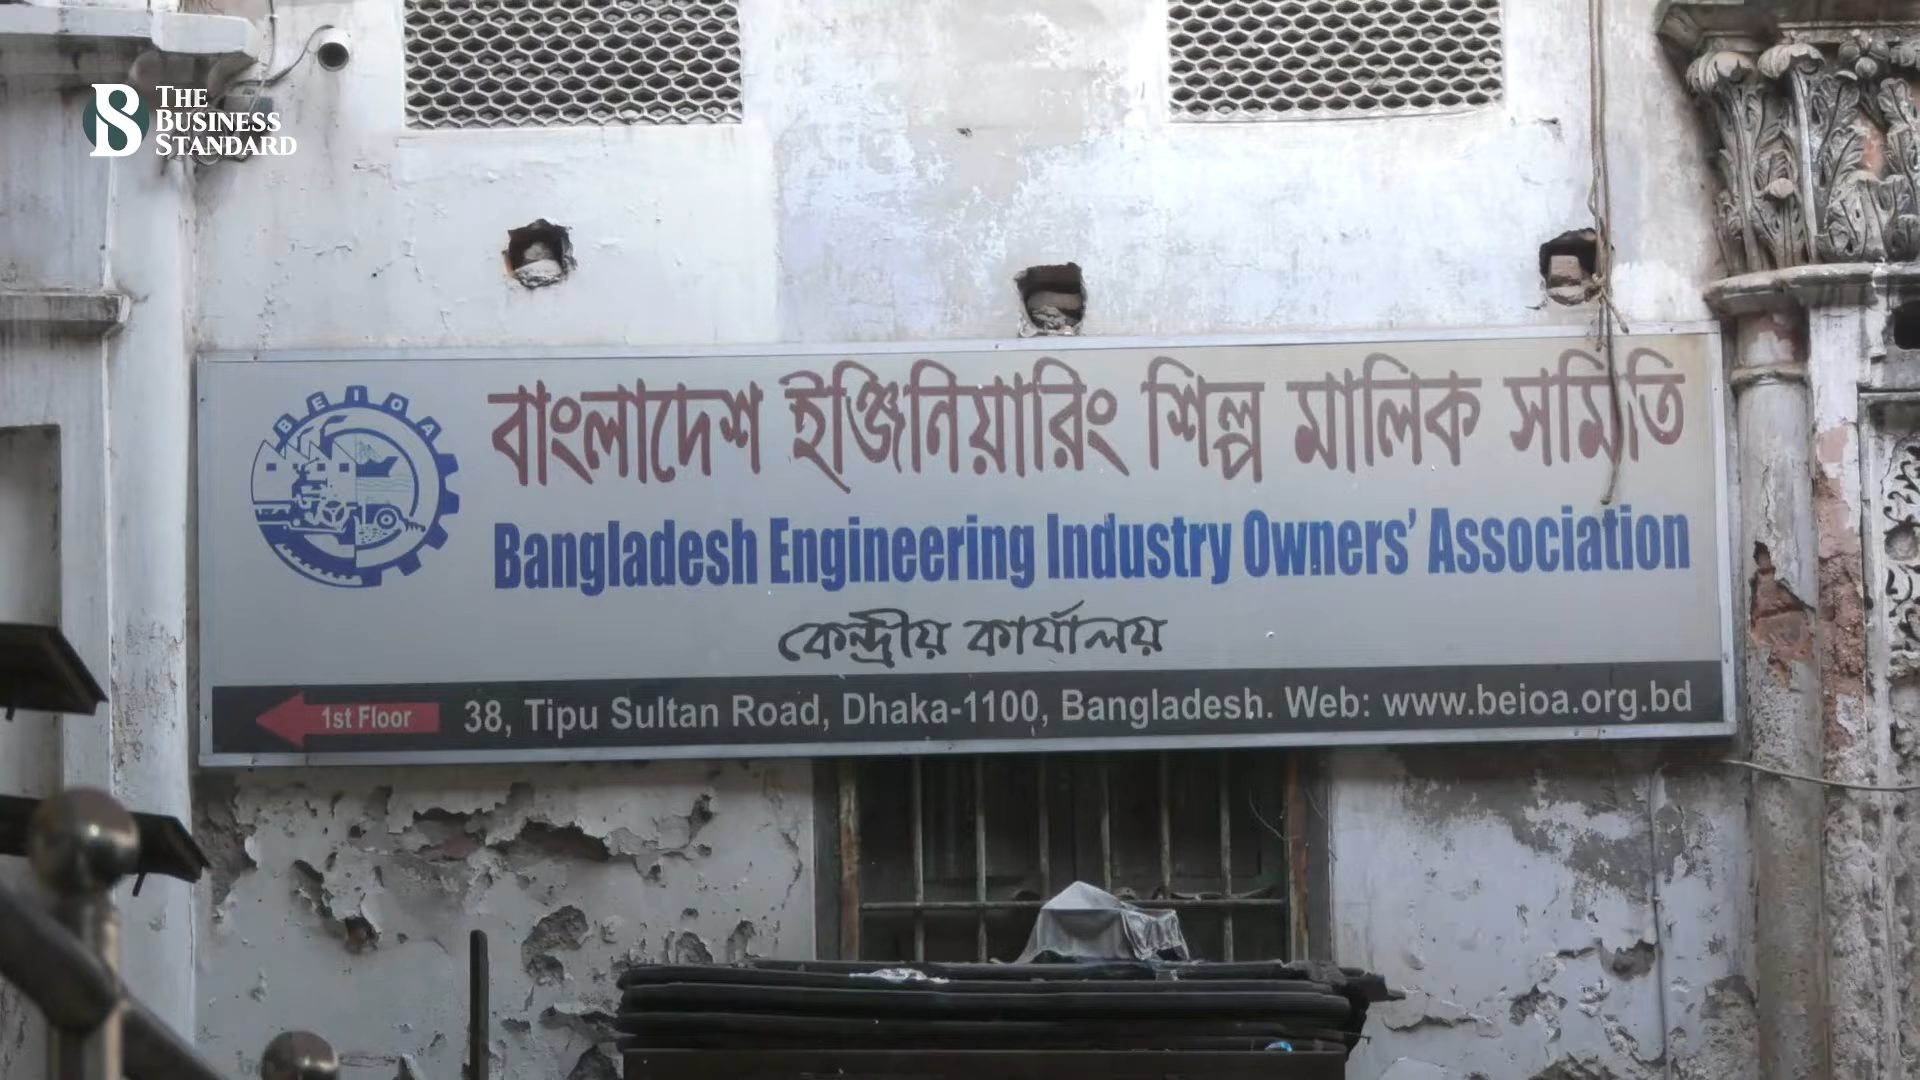 THE
BUSINESS
STANDARD
BEIOA
বাংলাদেশ ইঞ্জিনিয়ারিং শিল্প মালিক সমিতি
Bangladesh Engineering Industry Owners' Association
কেন্দ্রীয় কার্যালয়
1st Floor 38, Tipu Sultan Road, Dhaka-1100, Bangladesh. Web: www.beioa.org.bd